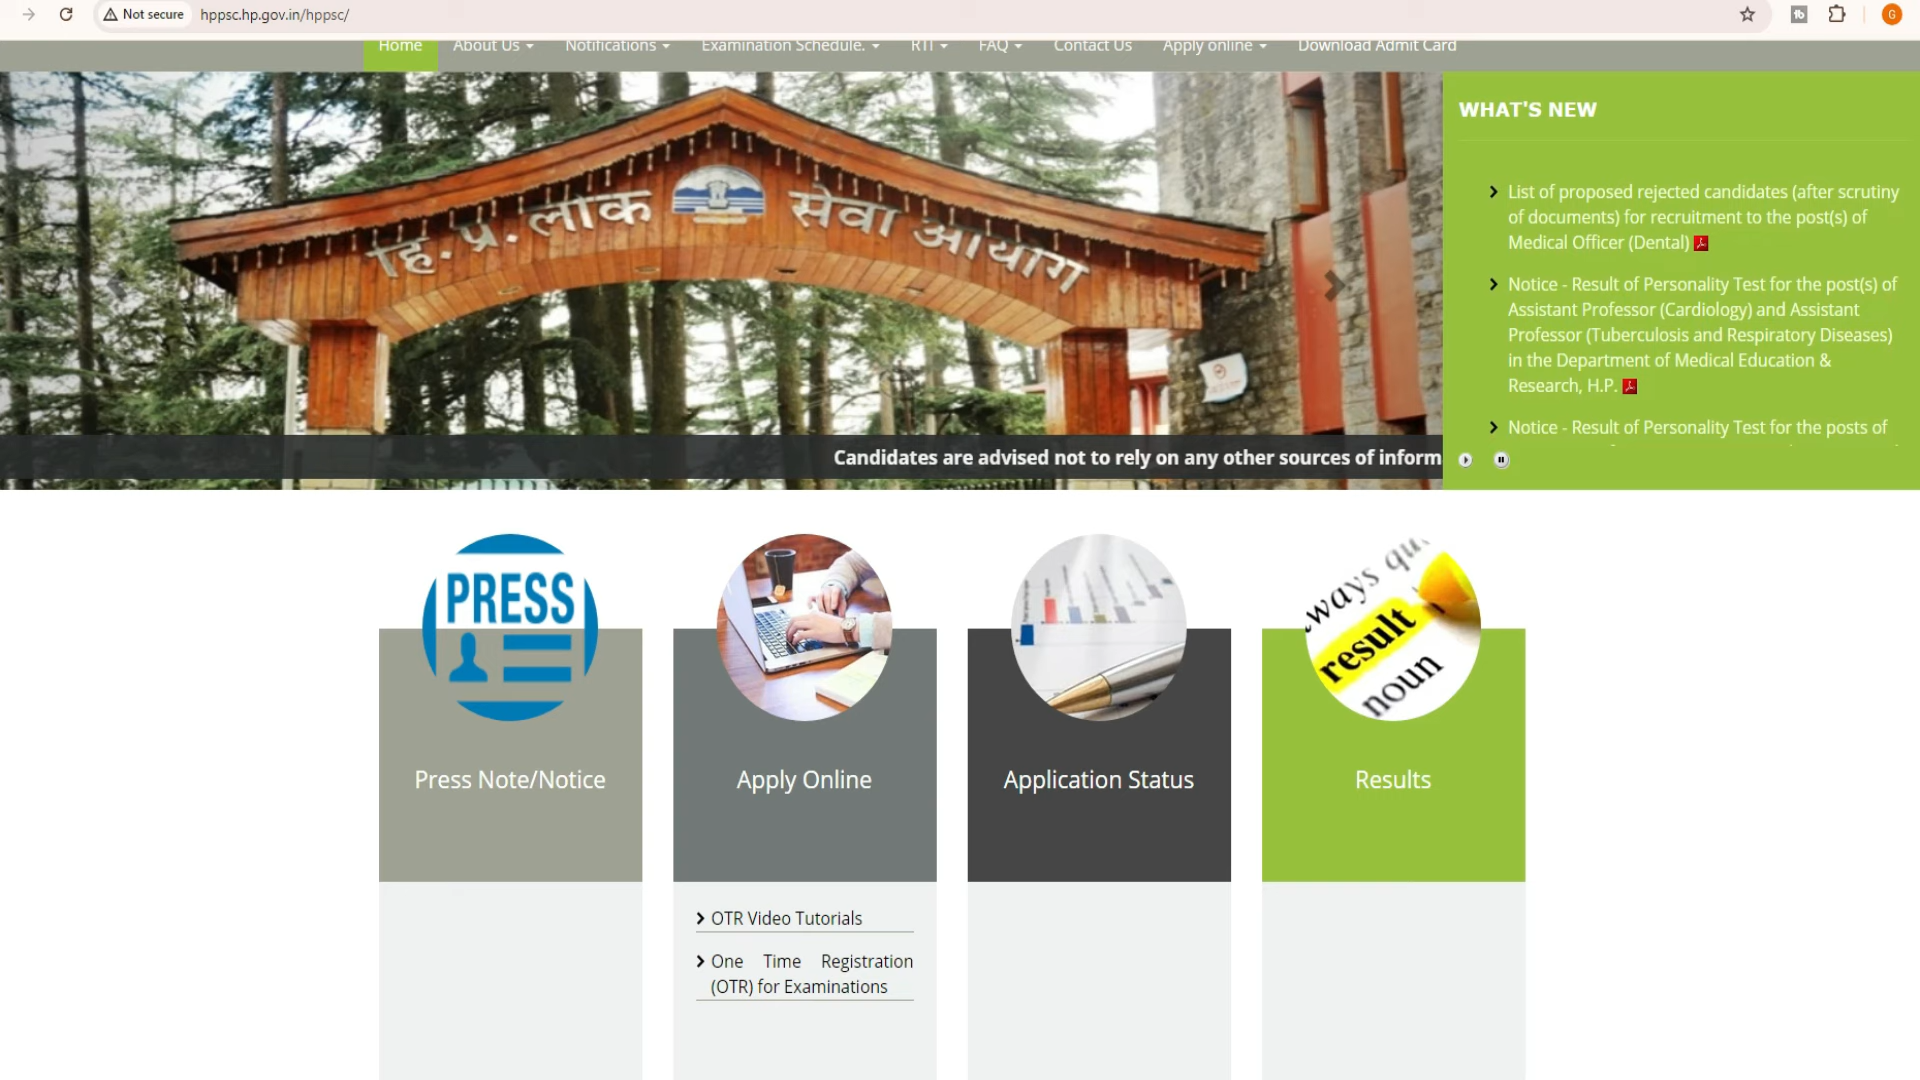 Not secure hppsc.hp.gov.in/hppsc/
G
Home About Us Notifications Examination Schedule. RTI FAQ Contact Us Apply online Download Admit Card
हि. प्र. लोक सेवा आयोग
WHAT'S NEW
List of proposed rejected candidates (after scrutiny
of documents) for recruitment to the post(s) of
Medical Officer (Dental)
Notice - Result of Personality Test for the post(s) of
Assistant Professor (Cardiology) and Assistant
Professor (Tuberculosis and Respiratory Diseases)
in the Department of Medical Education &
Research, H.P.
Notice - Result of Personality Test for the posts of
Candidates are advised not to rely on any other sources of inform
PRESS
ways qu
result
noun
Press Note/Notice
Apply Online
Application Status
Results
OTR Video Tutorials
One Time Registration
(OTR) for Examinations